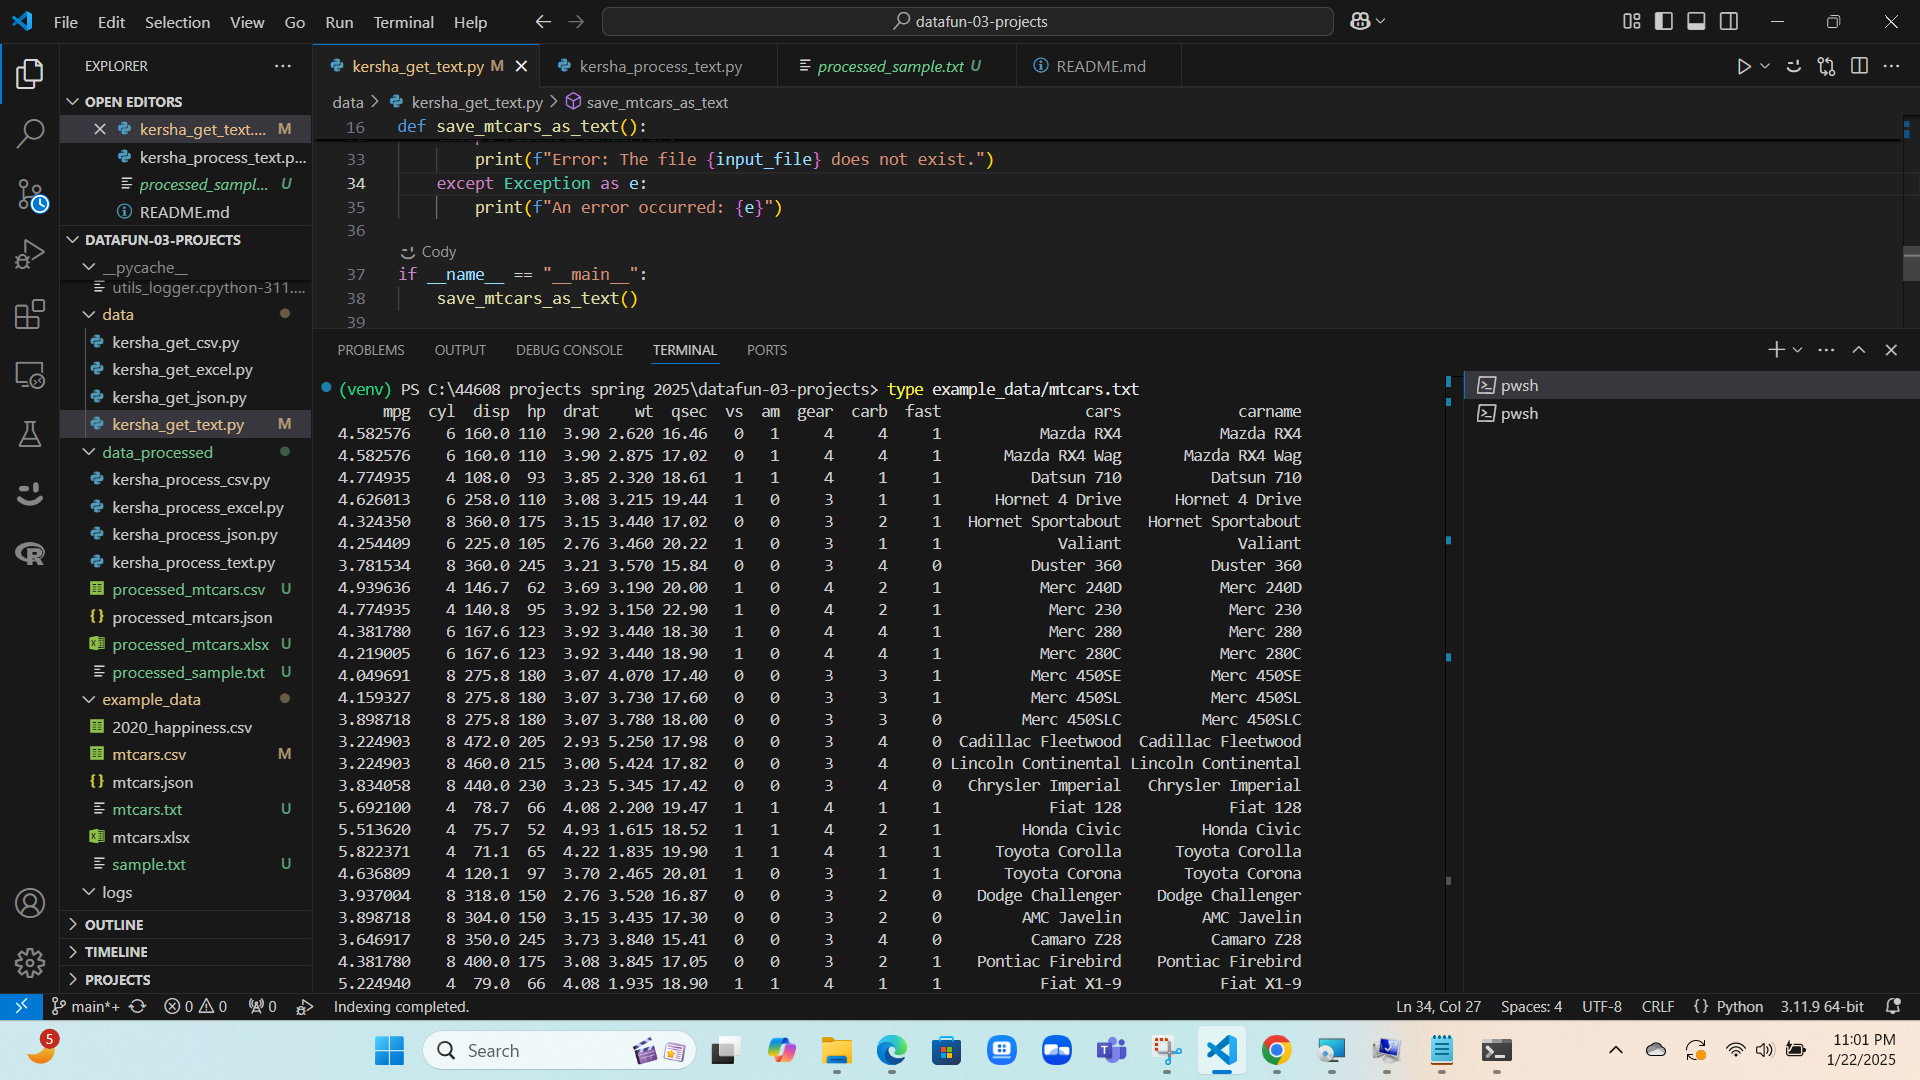 File Edit Selection View Go Run Terminal Help
datafun-03-projects
EXPLORER
OPEN EDITORS
kersha_get_text.... M
kersha_process_text.p...
processed_sampl... U
README.md
DATAFUN-03-PROJECTS
__pycache__
utils_logger.cpython-311....
data
kersha_get_csv.py
kersha_get_excel.py
kersha_get_json.py
kersha_get_text.py M
data_processed
kersha_process_csv.py
kersha_process_excel.py
kersha_process_json.py
kersha_process_text.py
processed_mtcars.csv U
processed_mtcars.json
processed_mtcars.xlsx U
processed_sample.txt U
example_data
2020_happiness.csv
mtcars.csv M
mtcars.json
mtcars.txt U
mtcars.xlsx
sample.txt U
logs
OUTLINE
TIMELINE
PROJECTS
kersha_get_text.py M
kersha_process_text.py
processed_sample.txt U
README.md
data > kersha_get_text.py > save_mtcars_as_text
16 def save_mtcars_as_text():
33 print(f"Error: The file {input_file} does not exist.")
34 except Exception as e:
35 print(f"An error occurred: {e}")
36
Cody
37 if __name__ == "__main__":
38 save_mtcars_as_text()
39
PROBLEMS OUTPUT DEBUG CONSOLE TERMINAL PORTS
(venv) PS C:\44608 projects spring 2025\datafun-03-projects> type example_data/mtcars.txt
mpg cyl disp hp drat wt qsec vs am gear carb fast cars carname
4.582576 6 160.0 110 3.90 2.620 16.46 0 1 4 4 1 Mazda RX4 Mazda RX4
4.582576 6 160.0 110 3.90 2.875 17.02 0 1 4 4 1 Mazda RX4 Wag Mazda RX4 Wag
4.774935 4 108.0 93 3.85 2.320 18.61 1 1 4 1 1 Datsun 710 Datsun 710
4.626013 6 258.0 110 3.08 3.215 19.44 1 0 3 1 1 Hornet 4 Drive Hornet 4 Drive
4.324350 8 360.0 175 3.15 3.440 17.02 0 0 3 2 1 Hornet Sportabout Hornet Sportabout
4.254409 6 225.0 105 2.76 3.460 20.22 1 0 3 1 1 Valiant Valiant
3.781534 8 360.0 245 3.21 3.570 15.84 0 0 3 4 0 Duster 360 Duster 360
4.939636 4 146.7 62 3.69 3.190 20.00 1 0 4 2 1 Merc 240D Merc 240D
4.774935 4 140.8 95 3.92 3.150 22.90 1 0 4 2 1 Merc 230 Merc 230
4.381780 6 167.6 123 3.92 3.440 18.30 1 0 4 4 1 Merc 280 Merc 280
4.219005 6 167.6 123 3.92 3.440 18.90 1 0 4 4 1 Merc 280C Merc 280C
4.049691 8 275.8 180 3.07 4.070 17.40 0 0 3 3 1 Merc 450SE Merc 450SE
4.159327 8 275.8 180 3.07 3.730 17.60 0 0 3 3 1 Merc 450SL Merc 450SL
3.898718 8 275.8 180 3.07 3.780 18.00 0 0 3 3 0 Merc 450SLC Merc 450SLC
3.224903 8 472.0 205 2.93 5.250 17.98 0 0 3 4 0 Cadillac Fleetwood Cadillac Fleetwood
3.224903 8 460.0 215 3.00 5.424 17.82 0 0 3 4 0 Lincoln Continental Lincoln Continental
3.834058 8 440.0 230 3.23 5.345 17.42 0 0 3 4 0 Chrysler Imperial Chrysler Imperial
5.692100 4 78.7 66 4.08 2.200 19.47 1 1 4 1 1 Fiat 128 Fiat 128
5.513620 4 75.7 52 4.93 1.615 18.52 1 1 4 2 1 Honda Civic Honda Civic
5.822371 4 71.1 65 4.22 1.835 19.90 1 1 4 1 1 Toyota Corolla Toyota Corolla
4.636809 4 120.1 97 3.70 2.465 20.01 1 0 3 1 1 Toyota Corona Toyota Corona
3.937004 8 318.0 150 2.76 3.520 16.87 0 0 3 2 0 Dodge Challenger Dodge Challenger
3.898718 8 304.0 150 3.15 3.435 17.30 0 0 3 2 0 AMC Javelin AMC Javelin
3.646917 8 350.0 245 3.73 3.840 15.41 0 0 3 4 0 Camaro Z28 Camaro Z28
4.381780 8 400.0 175 3.08 3.845 17.05 0 0 3 2 1 Pontiac Firebird Pontiac Firebird
5.224940 4 79.0 66 4.08 1.935 18.90 1 1 4 1 1 Fiat X1-9 Fiat X1-9
pwsh
pwsh
main*+ 0 0 0 Indexing completed. Ln 34, Col 27 Spaces: 4 UTF-8 CRLF {} Python 3.11.9 64-bit
5
Search
11:01 PM
1/22/2025